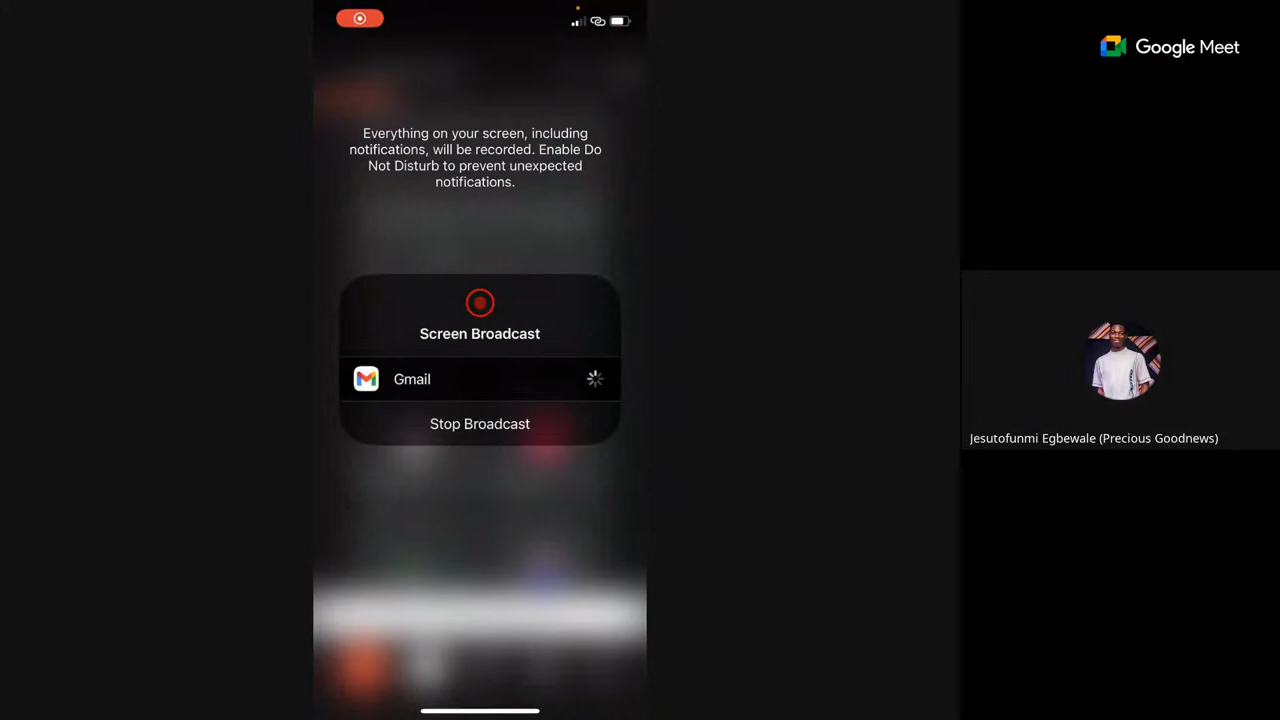 Google Meet
Everything on your screen, including
notifications, will be recorded. Enable Do
Not Disturb to prevent unexpected
notifications.
Screen Broadcast
Gmail
Stop Broadcast
Jesutofunmi Egbewale (Precious Goodnews)